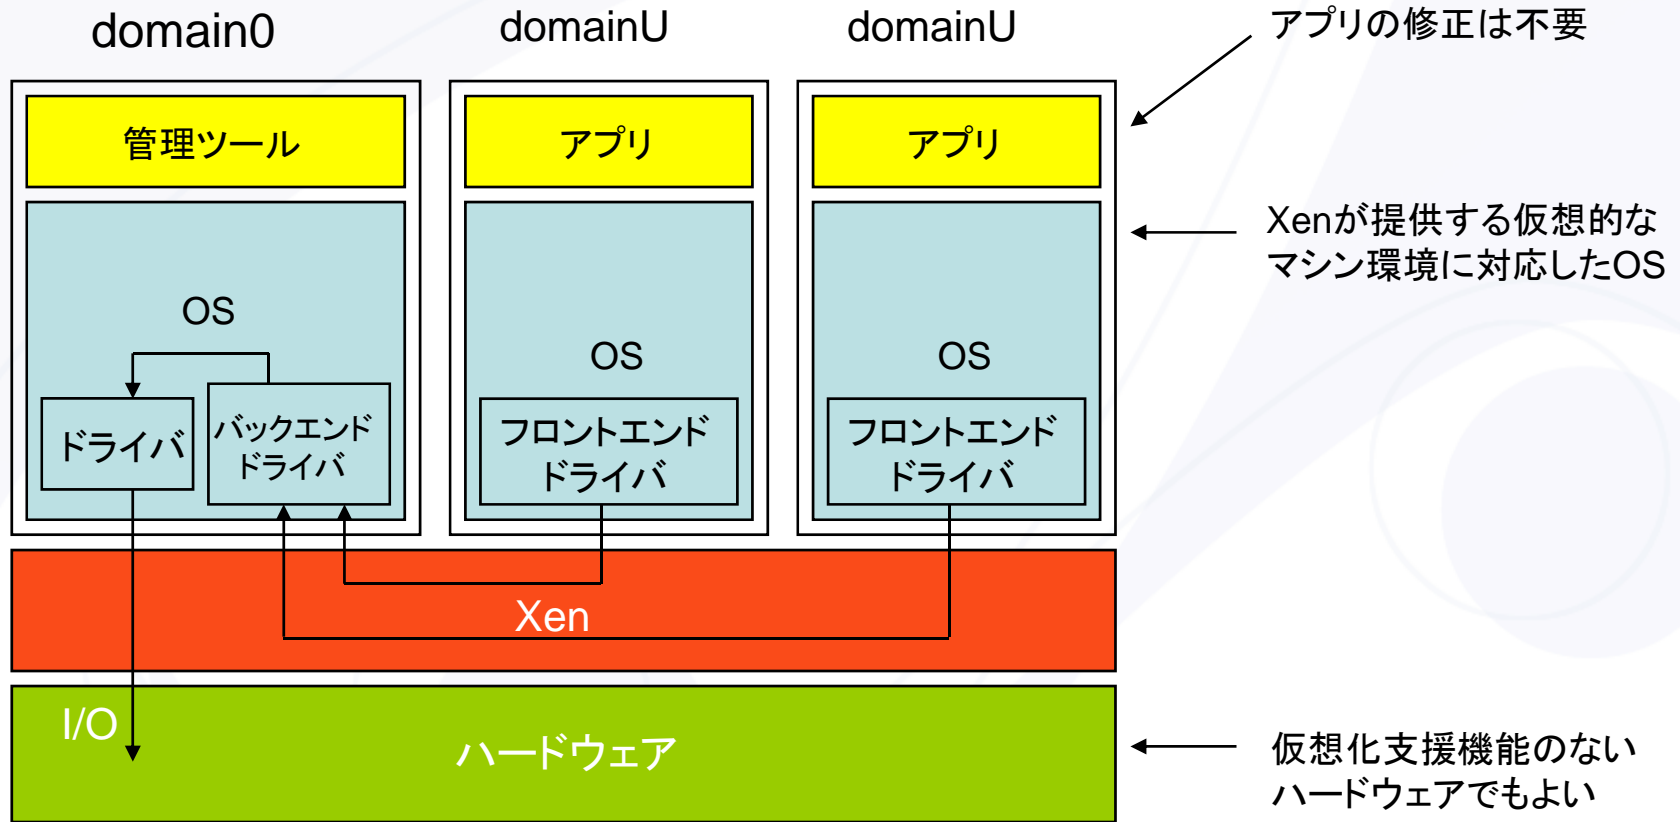 domain0
domainU
domainU
アプリの修正は不要
管理ツール
アプリ
アプリ
Xenが提供する仮想的な
マシン環境に対応したOS
OS
OS
OS
ドライバ
バックエンド
ドライバ
フロントエンド
ドライバ
フロントエンド
ドライバ
Xen
I/O
ハードウェア
仮想化支援機能のない
ハードウェアでもよい